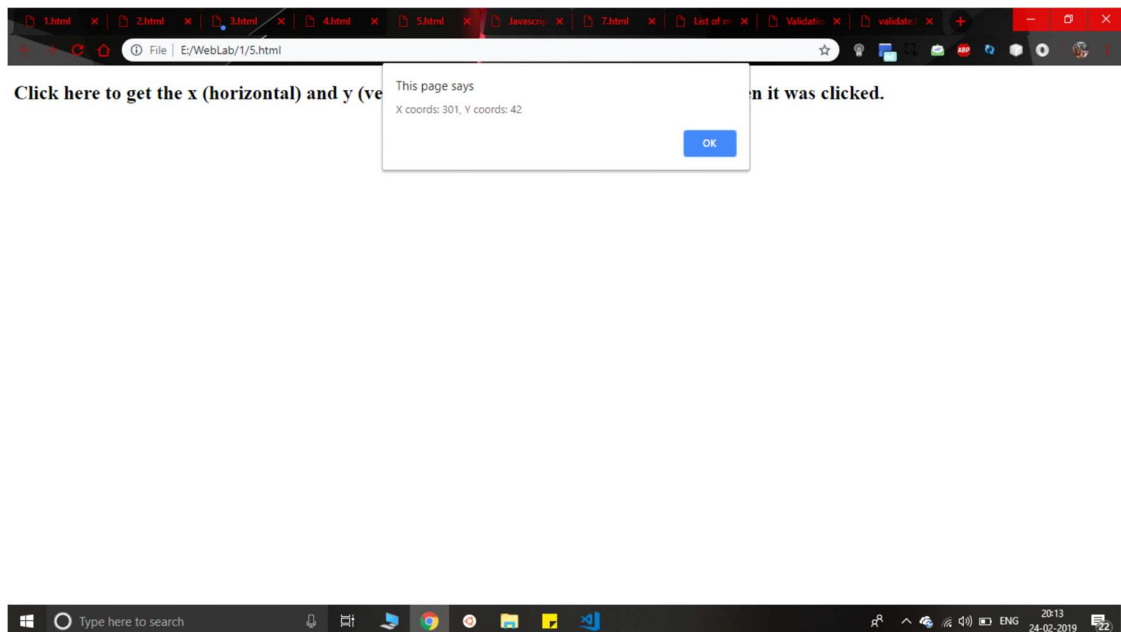 1.html 2.html 3.html 4.html 5.html Javascrip 7.html List of Validatio validate.
File E:/WebLab/1/5.html
This page says
Click here to get the x (horizontal) and y (ve n it was clicked.
X coords: 301, Y coords: 42
OK
Type here to search
ENG
20:13
24-02-2019
22